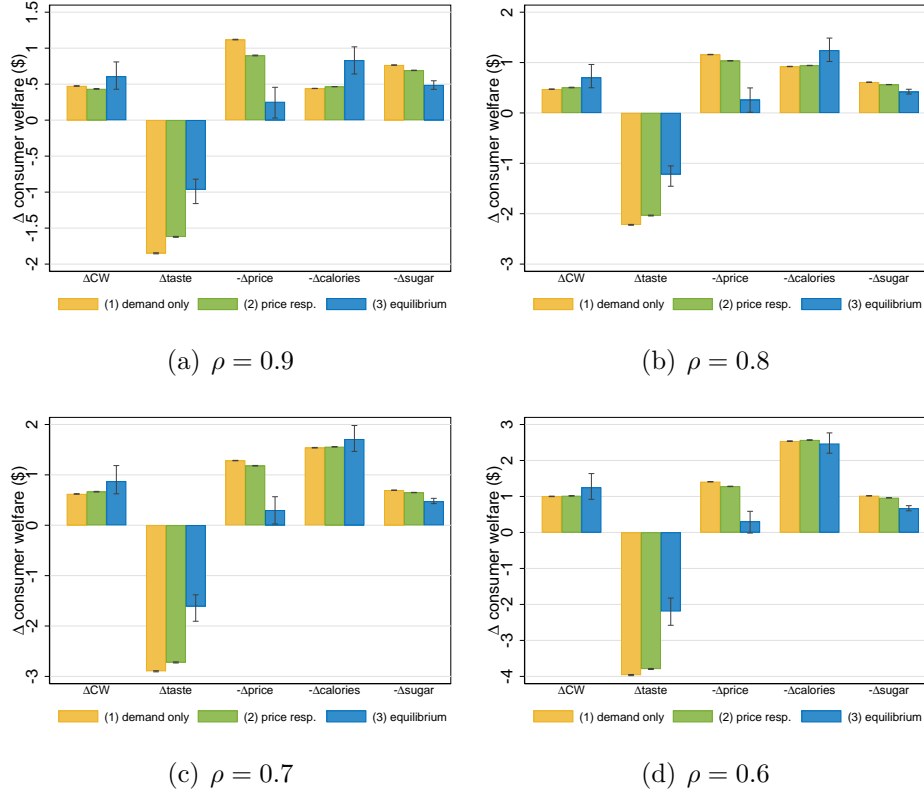 Δ consumer welfare ($)
1.5
1
.5
0
-.5
-1
-1.5
-2
ΔCW Δtaste -Δprice -Δcalories -Δsugar
(1) demand only (2) price resp. (3) equilibrium
(a) ρ = 0.9
Δ consumer welfare ($)
2
1
0
-1
-2
-3
ΔCW Δtaste -Δprice -Δcalories -Δsugar
(1) demand only (2) price resp. (3) equilibrium
(b) ρ = 0.8
Δ consumer welfare ($)
2
1
0
-1
-2
-3
ΔCW Δtaste -Δprice -Δcalories -Δsugar
(1) demand only (2) price resp. (3) equilibrium
(c) ρ = 0.7
Δ consumer welfare ($)
3
2
1
0
-1
-2
-3
-4
ΔCW Δtaste -Δprice -Δcalories -Δsugar
(1) demand only (2) price resp. (3) equilibrium
(d) ρ = 0.6